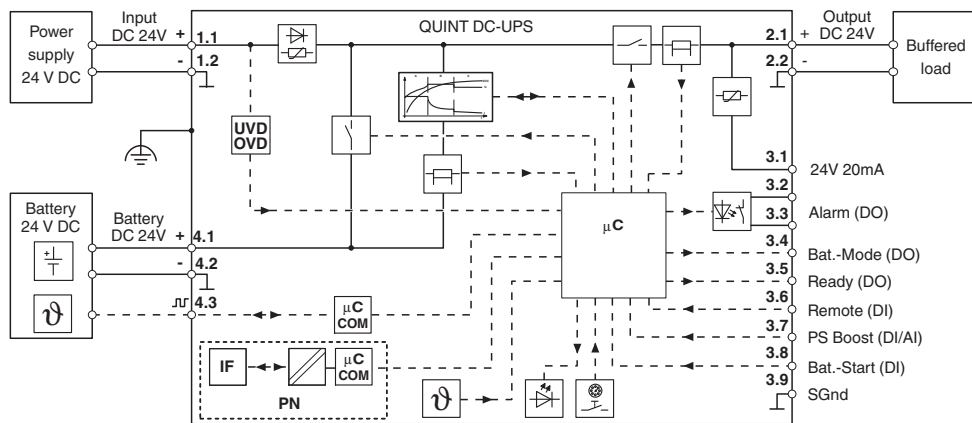 Power
supply
24 V DC
Input
DC 24V
+
1.1
-
1.2
QUINT DC-UPS
2.1
+
2.2
-
Output
DC 24V
Buffered
load
UVD
OVD
3.1
24V 20mA
3.2
3.3
Alarm (DO)
Battery
24 V DC
+
Battery
DC 24V
+
4.1
-
4.2
4.3
ϑ
µC
3.4
Bat.-Mode (DO)
3.5
Ready (DO)
3.6
Remote (DI)
3.7
PS Boost (DI/AI)
3.8
Bat.-Start (DI)
3.9
SGnd
µC
COM
IF
µC
COM
PN
ϑ